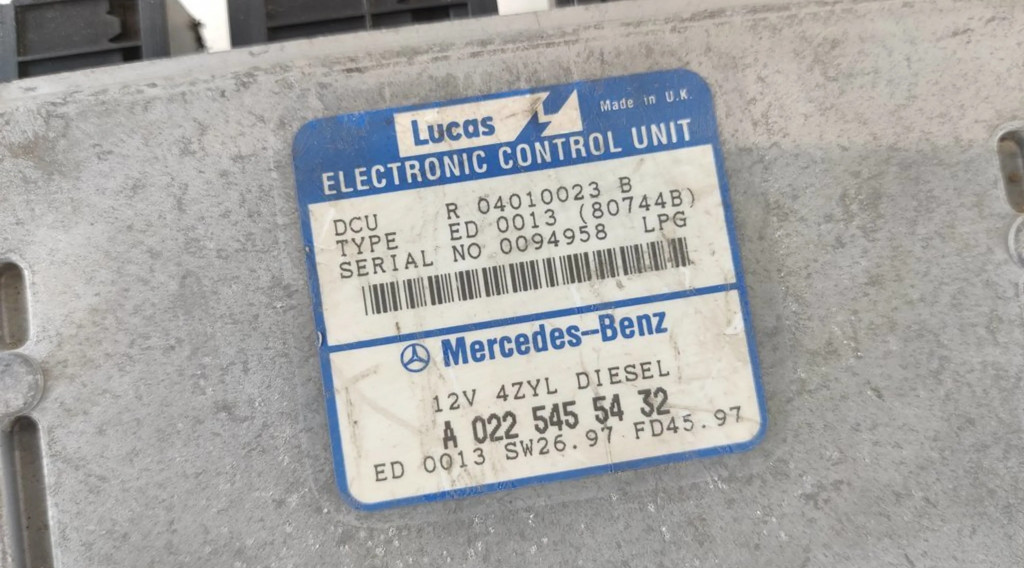 Lucas
Made in U.K.
ELECTRONIC CONTROL UNIT
DCU R 04010023 B
TYPE ED 0013 (80744B)
SERIAL NO 0094958 LPG
Mercedes-Benz
12V 4ZYL DIESEL
A 022 545 54 32
ED 0013 SW26.97 FD45.97